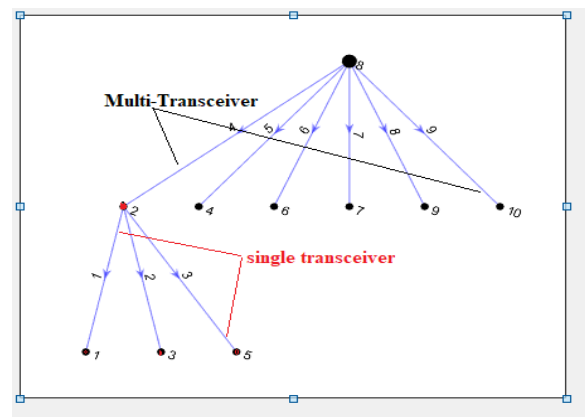 8
Multi-Transceiver
4 5 6 7 8 9
2 4 6 7 9 10
single transceiver
1 2 3
1 3 5